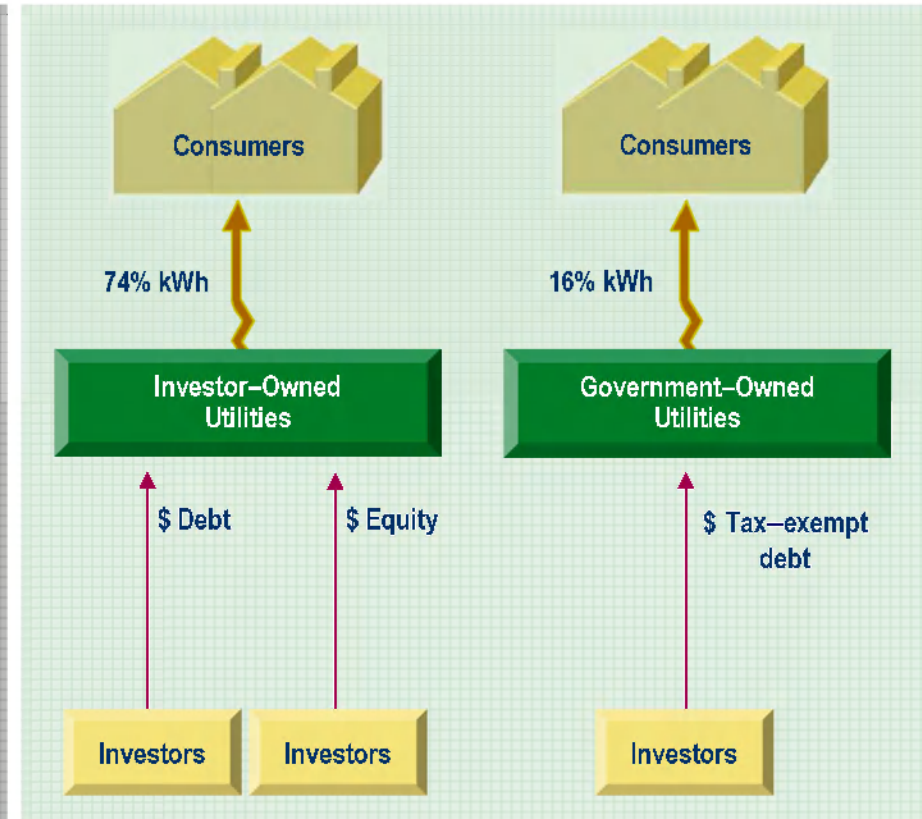 Consumers
Consumers
74% kWh
16% kWh
Investor–Owned
Utilities
Government–Owned
Utilities
$ Debt
$ Equity
$ Tax–exempt
debt
Investors
Investors
Investors